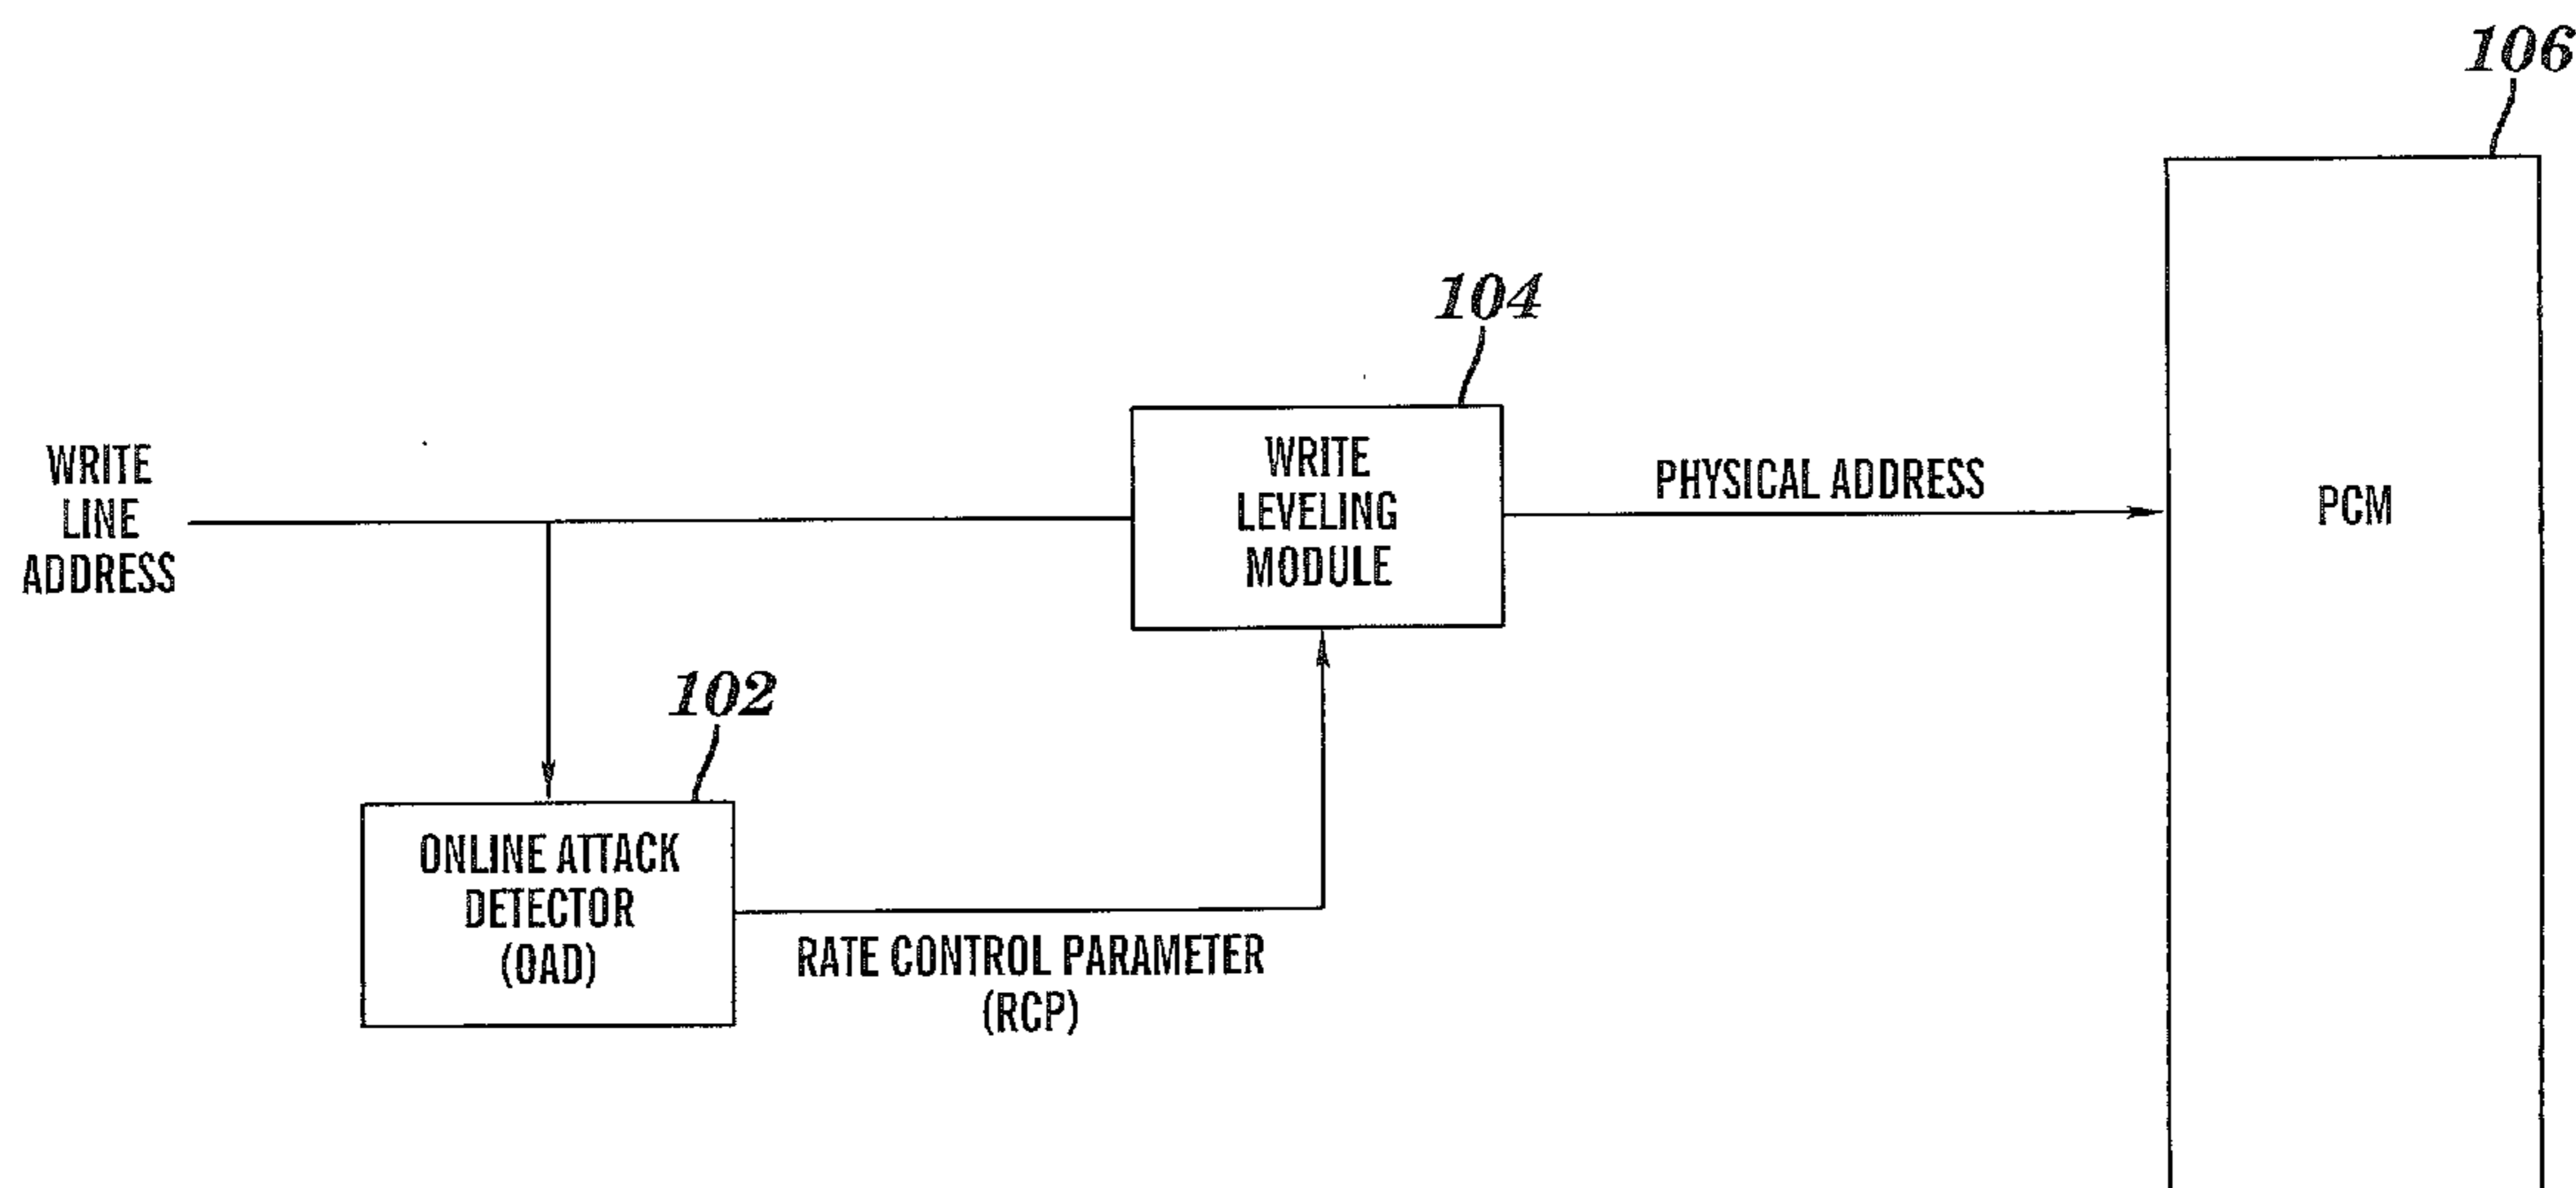 106
104
WRITE
LINE
ADDRESS
WRITE
LEVELING
MODULE
PHYSICAL ADDRESS
PCM
102
ONLINE ATTACK
DETECTOR
(OAD)
RATE CONTROL PARAMETER
(RCP)